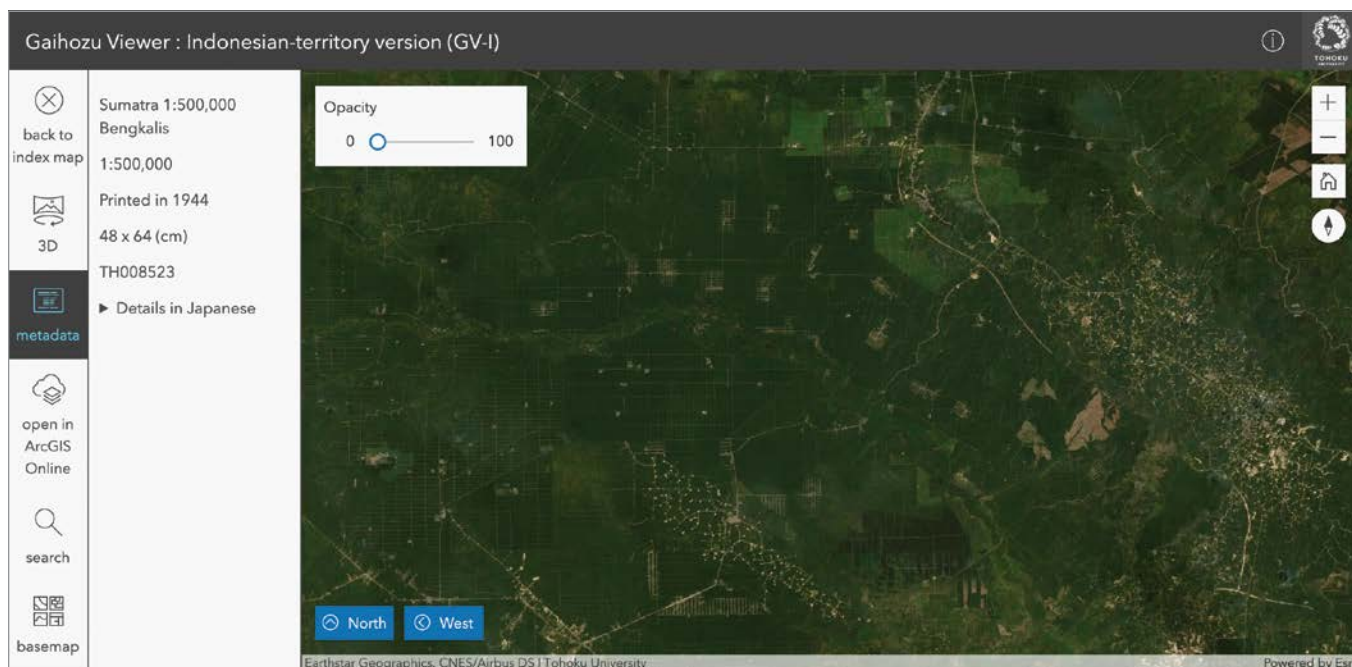 Gaihozu Viewer : Indonesian-territory version (GV-I)
TOHOKU
UNIVERSITY
back to
index map
3D
metadata
open in
ArcGIS
Online
search
basemap
Sumatra 1:500,000
Bengkalis
1:500,000
Printed in 1944
48 x 64 (cm)
TH008523
▶ Details in Japanese
Opacity
0 100
+
−
North
West
Earthstar Geographics, CNES/Airbus DS | Tohoku University
Powered by Esri